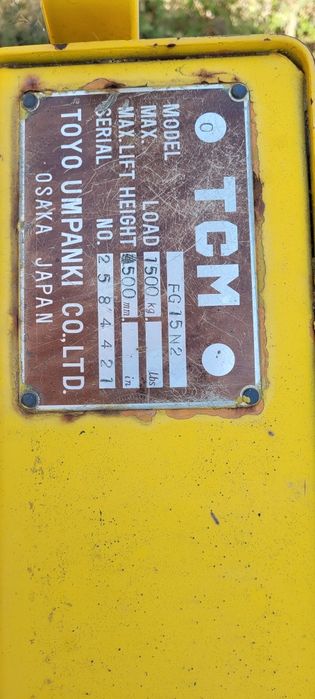 TCM
MODEL FG15N2
MAX. LOAD 1500 kg. lbs
MAX. LIFT HEIGHT 500 mm. in
SERIAL NO. 2584421
TOYO UMPANKI CO., LTD.
OSAKA JAPAN